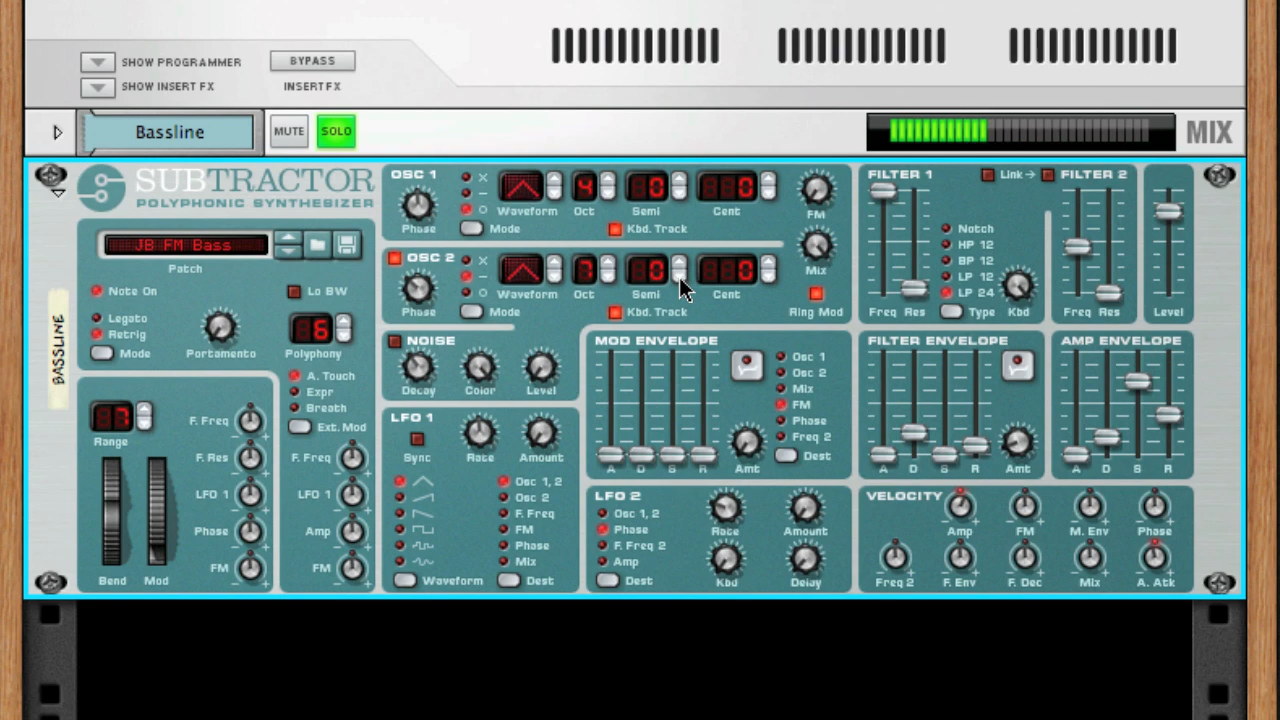 SHOW PROGRAMMER
BYPASS
SHOW INSERT FX
INSERT FX
Bassline
MUTE
SOLO
MIX
SUBTRACTOR
POLYPHONIC SYNTHESIZER
JB FM Bass
Patch
Note On
Lo BW
Legato
Retrig
Mode
Portamento
6
Polyphony
A. Touch
Expr
Breath
Ext. Mod
BASSLINE
7
Range
F. Freq
F. Res
LFO 1
Phase
FM
F. Freq
LFO 1
Amp
FM
Bend
Mod
OSC 1
X
–
O
4
0
0
Phase
Waveform
Oct
Semi
Cent
Mode
Kbd. Track
FM
OSC 2
X
–
O
7
0
0
Phase
Waveform
Oct
Semi
Cent
Mode
Kbd. Track
Mix
Ring Mod
NOISE
Decay
Color
Level
LFO 1
Sync
Rate
Amount
Osc 1, 2
Osc 2
F. Freq
FM
Phase
Mix
Waveform
Dest
MOD ENVELOPE
Osc 1
Osc 2
Mix
FM
Phase
Freq 2
A D S R
Amt
Dest
LFO 2
Osc 1, 2
Phase
F. Freq 2
Amp
Dest
Rate
Amount
Kbd
Delay
FILTER 1
Link →
FILTER 2
Notch
HP 12
BP 12
LP 12
LP 24
Freq Res
Type
Kbd
Freq Res
Level
FILTER ENVELOPE
A D S R
Amt
AMP ENVELOPE
A D S R
VELOCITY
Amp
FM
M. Env
Phase
Freq 2
F. Env
F. Dec
Mix
A. Atk